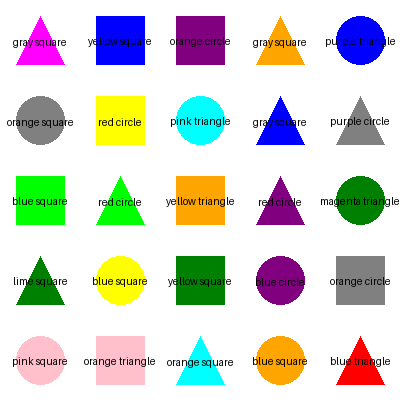 gray square yellow square orange circle gray square purple triangle
orange square red circle pink triangle gray square purple circle
blue square red circle yellow triangle red circle magenta triangle
lime square blue square yellow square blue circle orange circle
pink square orange triangle orange square blue square blue triangle